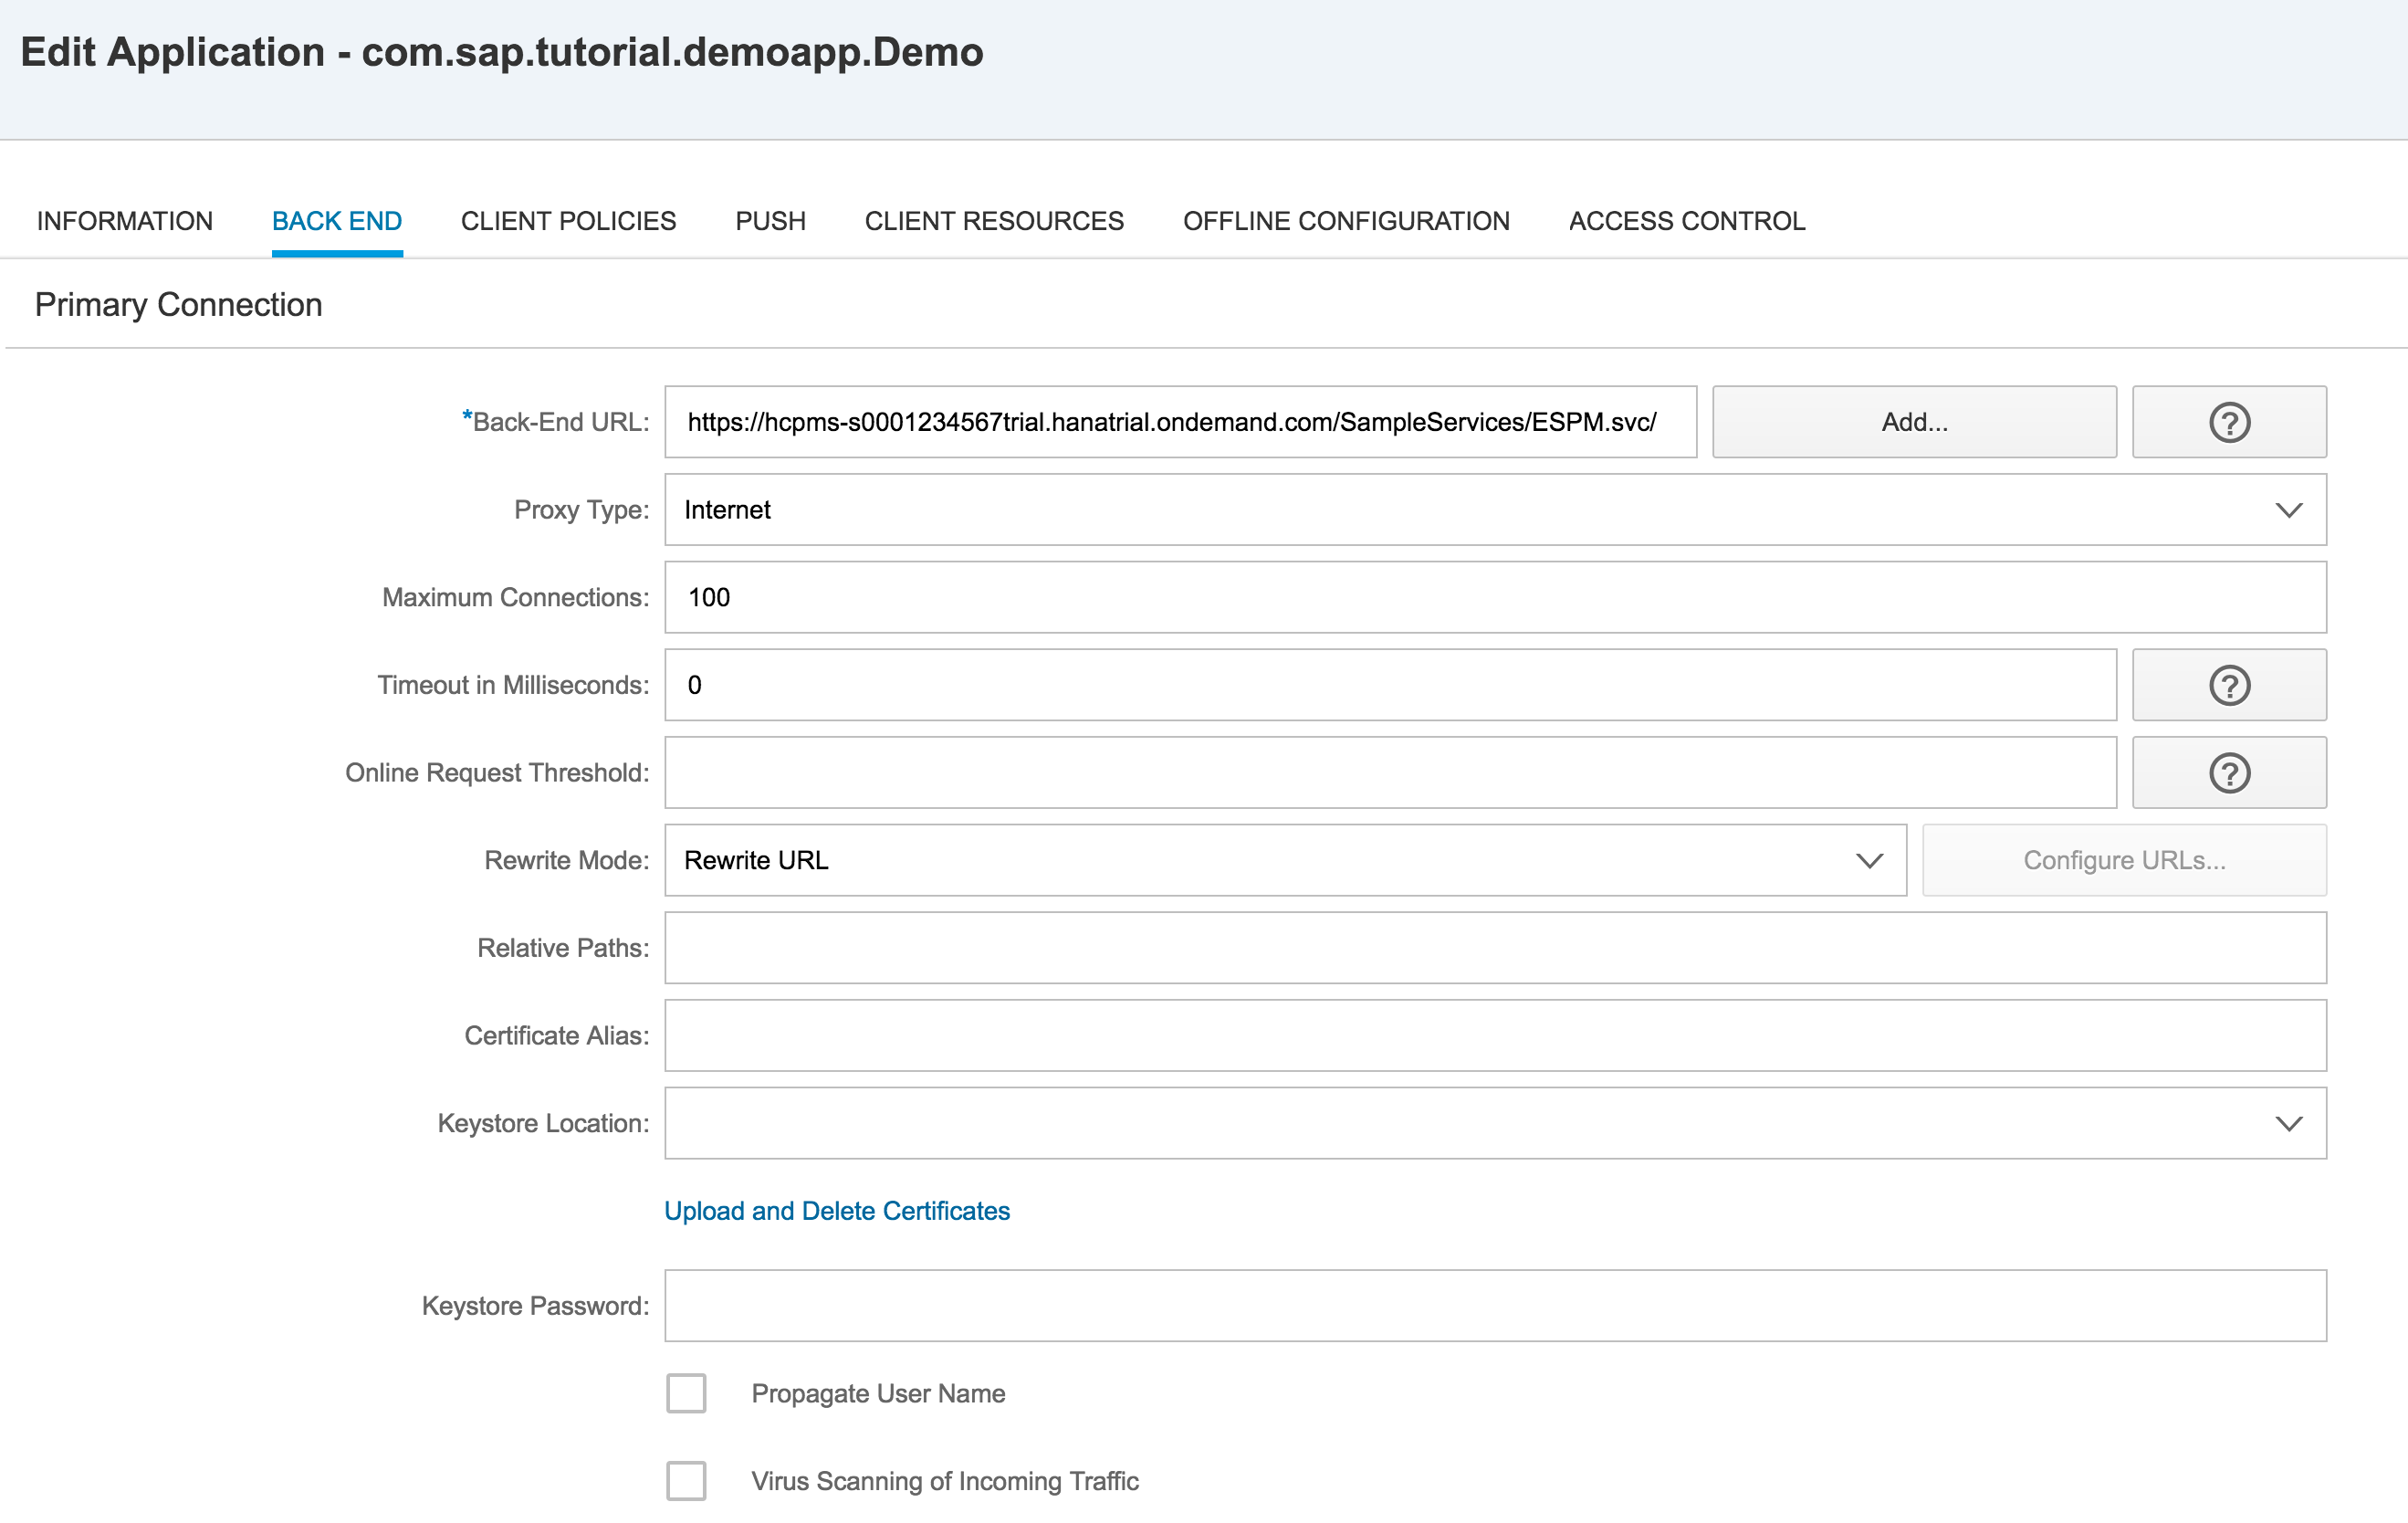 Edit Application - com.sap.tutorial.demoapp.Demo
INFORMATION BACK END CLIENT POLICIES PUSH CLIENT RESOURCES OFFLINE CONFIGURATION ACCESS CONTROL
Primary Connection
*Back-End URL: https://hcpms-s0001234567trial.hanatrial.ondemand.com/SampleServices/ESPM.svc/ Add... ?
Proxy Type: Internet
Maximum Connections: 100
Timeout in Milliseconds: 0 ?
Online Request Threshold: ?
Rewrite Mode: Rewrite URL Configure URLs...
Relative Paths:
Certificate Alias:
Keystore Location:
Upload and Delete Certificates
Keystore Password:
Propagate User Name
Virus Scanning of Incoming Traffic